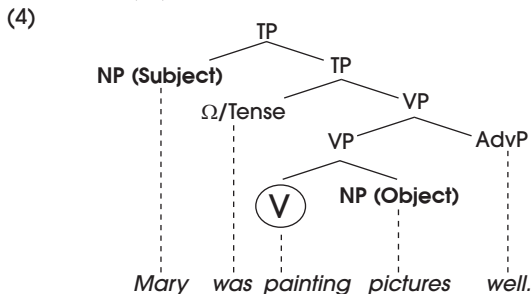 (4)
TP
NP (Subject) TP
Ω/Tense VP
VP AdvP
V NP (Object)
Mary was painting pictures well.